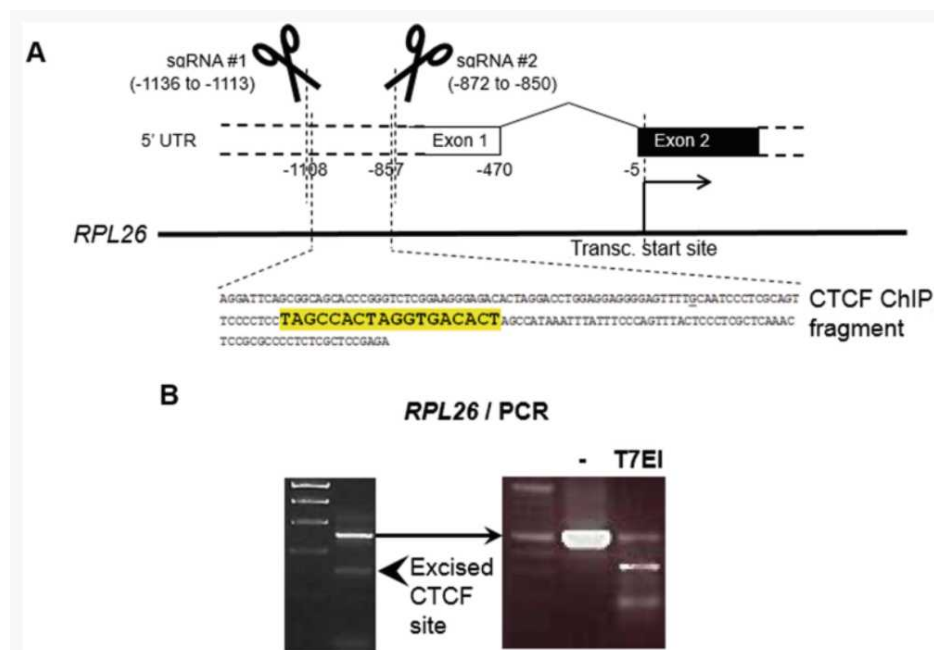 A
sgRNA #1
(-1136 to -1113)
sgRNA #2
(-872 to -850)
5' UTR
Exon 1
Exon 2
-1108
-857
-470
-5
RPL26
Transc. start site
AGGATTCAGCGGCAGCACCCGGGTCTCGGAAGGGAGACACTAGGACCTGGAGGAGGGGAGTTTTGCAATCCCTCGCAGT
TCCCCTCCTAGCCACTAGGTGACACTAGCCATAAATTTATTTCCCAGTTTACTCCCTCGCTCAAAC
TCCGCGCCCCTCTCGCTCCGAGA
CTCF ChIP
fragment
B
RPL26 / PCR
- T7EI
Excised
CTCF
site